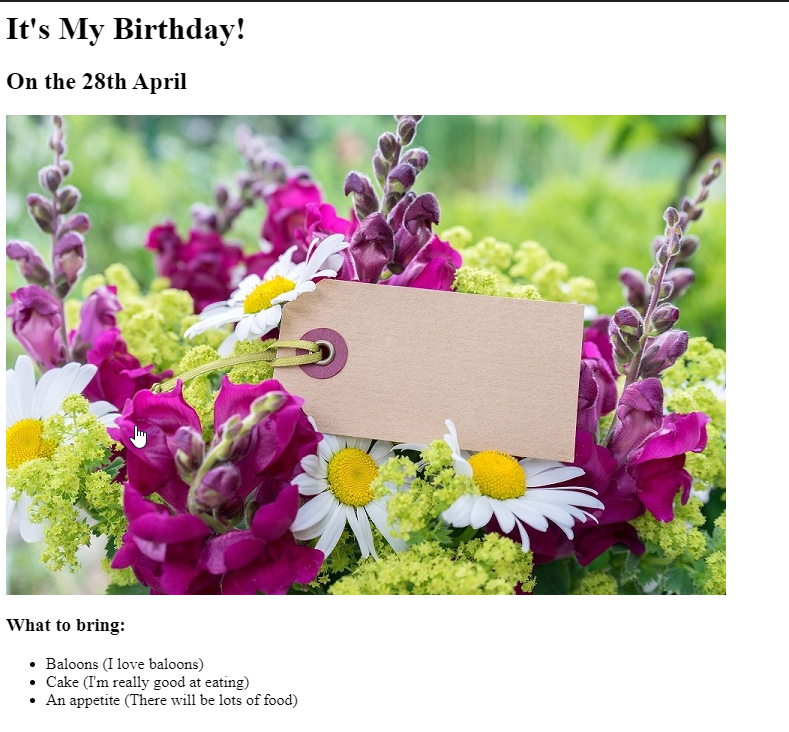 It's My Birthday!
On the 28th April
What to bring:
Baloons (I love baloons)
Cake (I'm really good at eating)
An appetite (There will be lots of food)